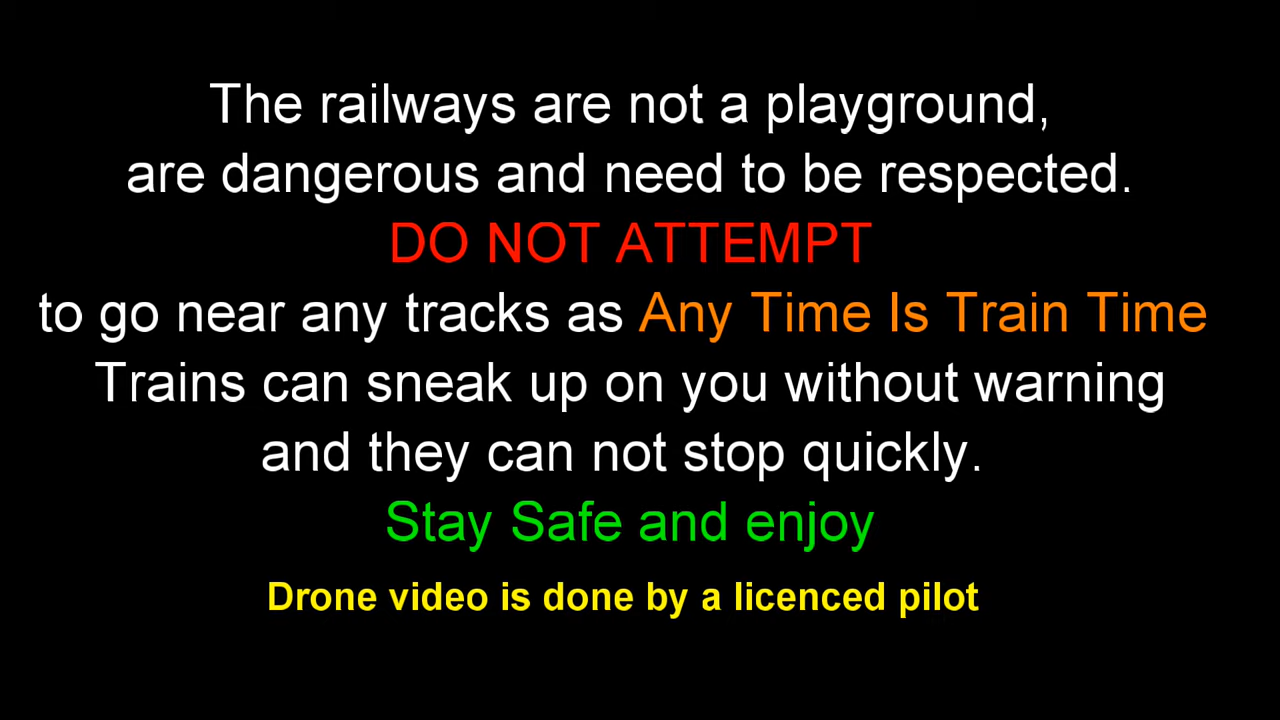 The railways are not a playground,
are dangerous and need to be respected.
DO NOT ATTEMPT
to go near any tracks as Any Time Is Train Time
Trains can sneak up on you without warning
and they can not stop quickly.
Stay Safe and enjoy
Drone video is done by a licenced pilot